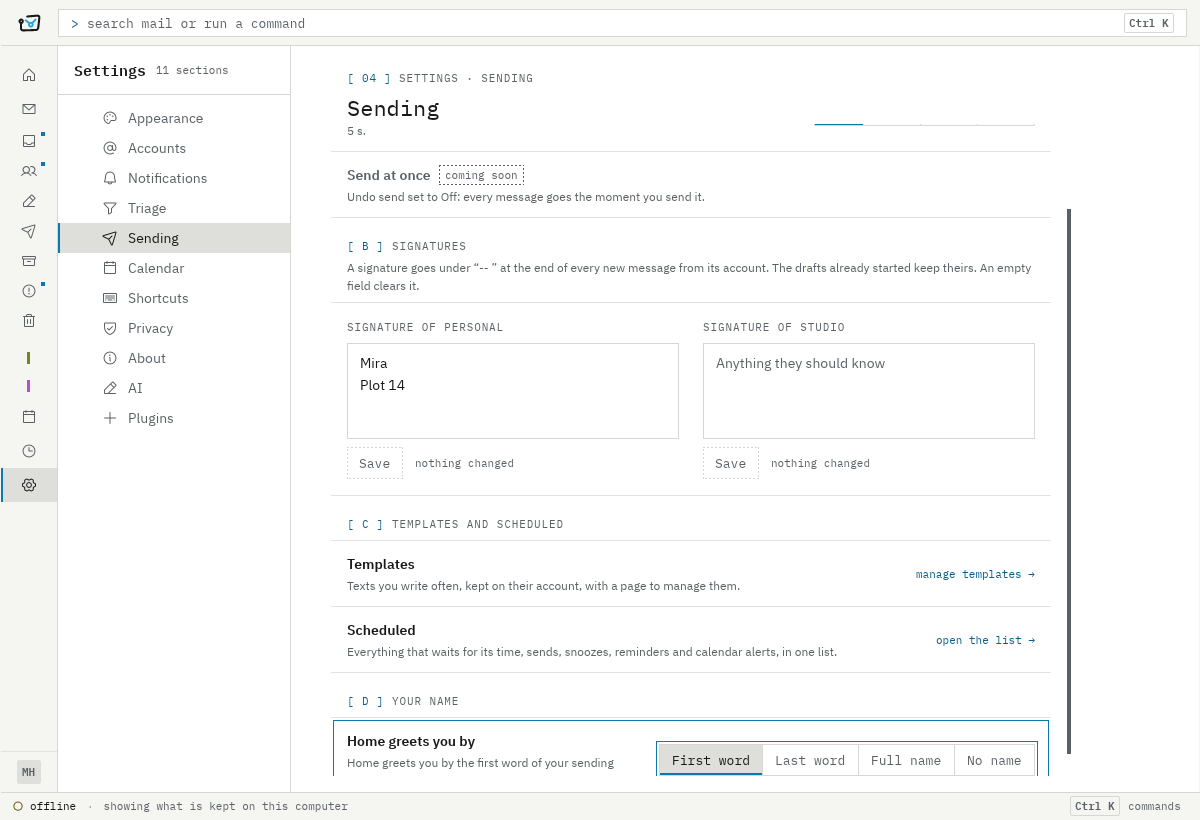 > search mail or run a command
Ctrl K
Settings 11 sections
Appearance
Accounts
Notifications
Triage
Sending
Calendar
Shortcuts
Privacy
About
AI
Plugins
MH
[ 04 ] SETTINGS · SENDING
Sending
5 s.
Send at once coming soon
Undo send set to Off: every message goes the moment you send it.
[ B ] SIGNATURES
A signature goes under “-- ” at the end of every new message from its account. The drafts already started keep theirs. An empty
field clears it.
SIGNATURE OF PERSONAL
Mira
Plot 14
Save nothing changed
SIGNATURE OF STUDIO
Anything they should know
Save nothing changed
[ C ] TEMPLATES AND SCHEDULED
Templates
Texts you write often, kept on their account, with a page to manage them.
manage templates →
Scheduled
Everything that waits for its time, sends, snoozes, reminders and calendar alerts, in one list.
open the list →
[ D ] YOUR NAME
Home greets you by
Home greets you by the first word of your sending
First word Last word Full name No name
offline · showing what is kept on this computer
Ctrl K commands